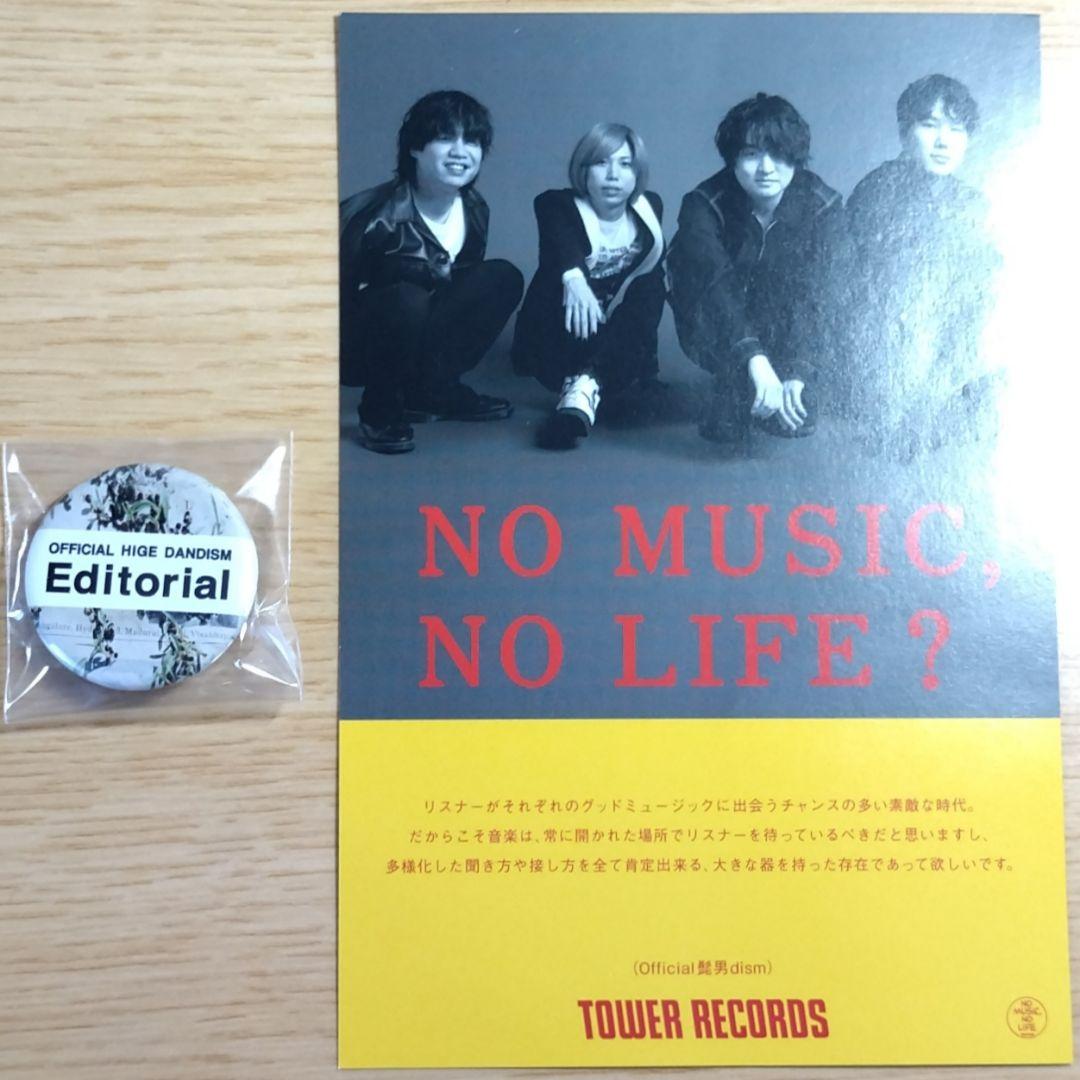 OFFICIAL HIGE DANDISM
Editorial
NO MUSIC,
NO LIFE?
リスナーがそれぞれのグッドミュージックに出会うチャンスの多い素敵な時代。
だからこそ音楽は、常に開かれた場所でリスナーを待っているべきだと思いますし、
多様化した聞き方や接し方を全て肯定出来る、大きな器を持った存在であって欲しいです。
(Official髭男dism)
TOWER RECORDS
NO
MUSIC,
NO
LIFE